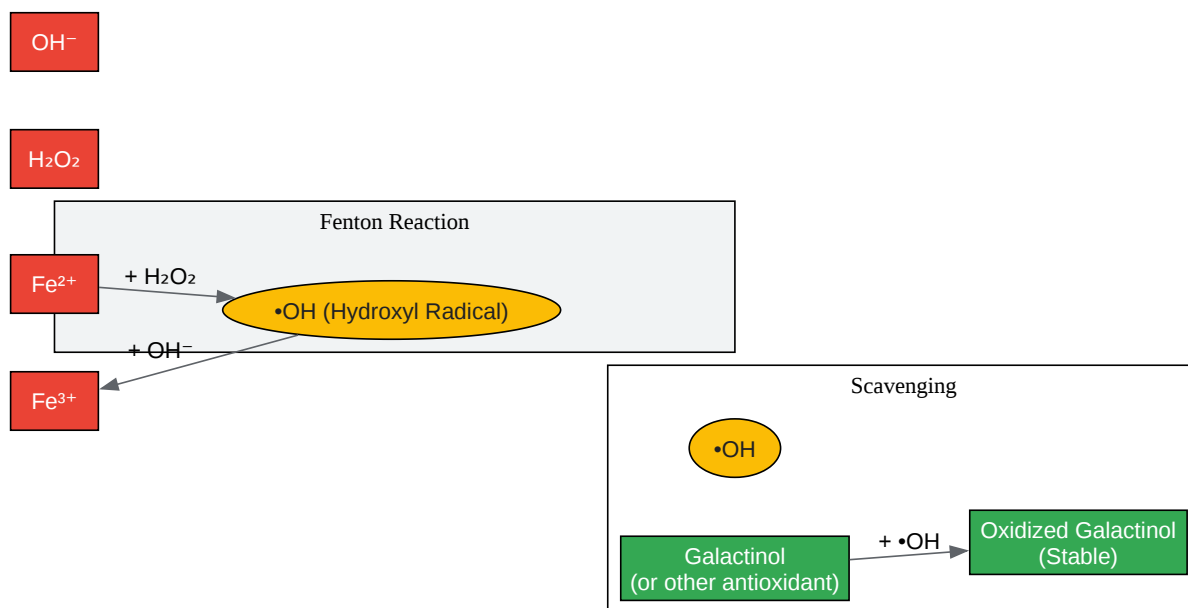 OH⁻
H₂O₂
Fenton Reaction
Fe²⁺
+ H₂O₂
•OH (Hydroxyl Radical)
+ OH⁻
Fe³⁺
Scavenging
•OH
Galactinol
(or other antioxidant)
+ •OH
Oxidized Galactinol
(Stable)